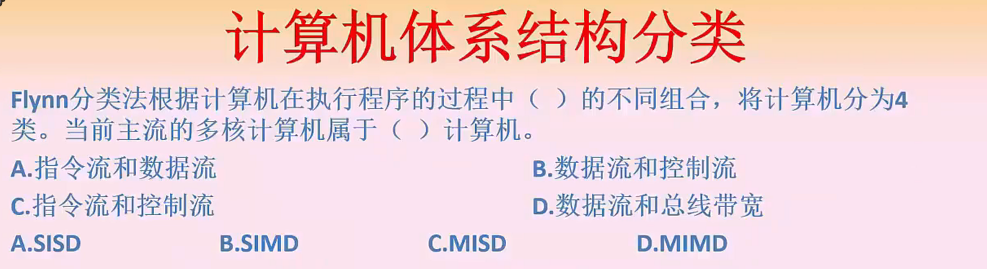 计算机体系结构分类
Flynn分类法根据计算机在执行程序的过程中（ ）的不同组合，将计算机分为4
类。当前主流的多核计算机属于（ ）计算机。
A.指令流和数据流 B.数据流和控制流
C.指令流和控制流 D.数据流和总线带宽
A.SISD B.SIMD C.MISD D.MIMD